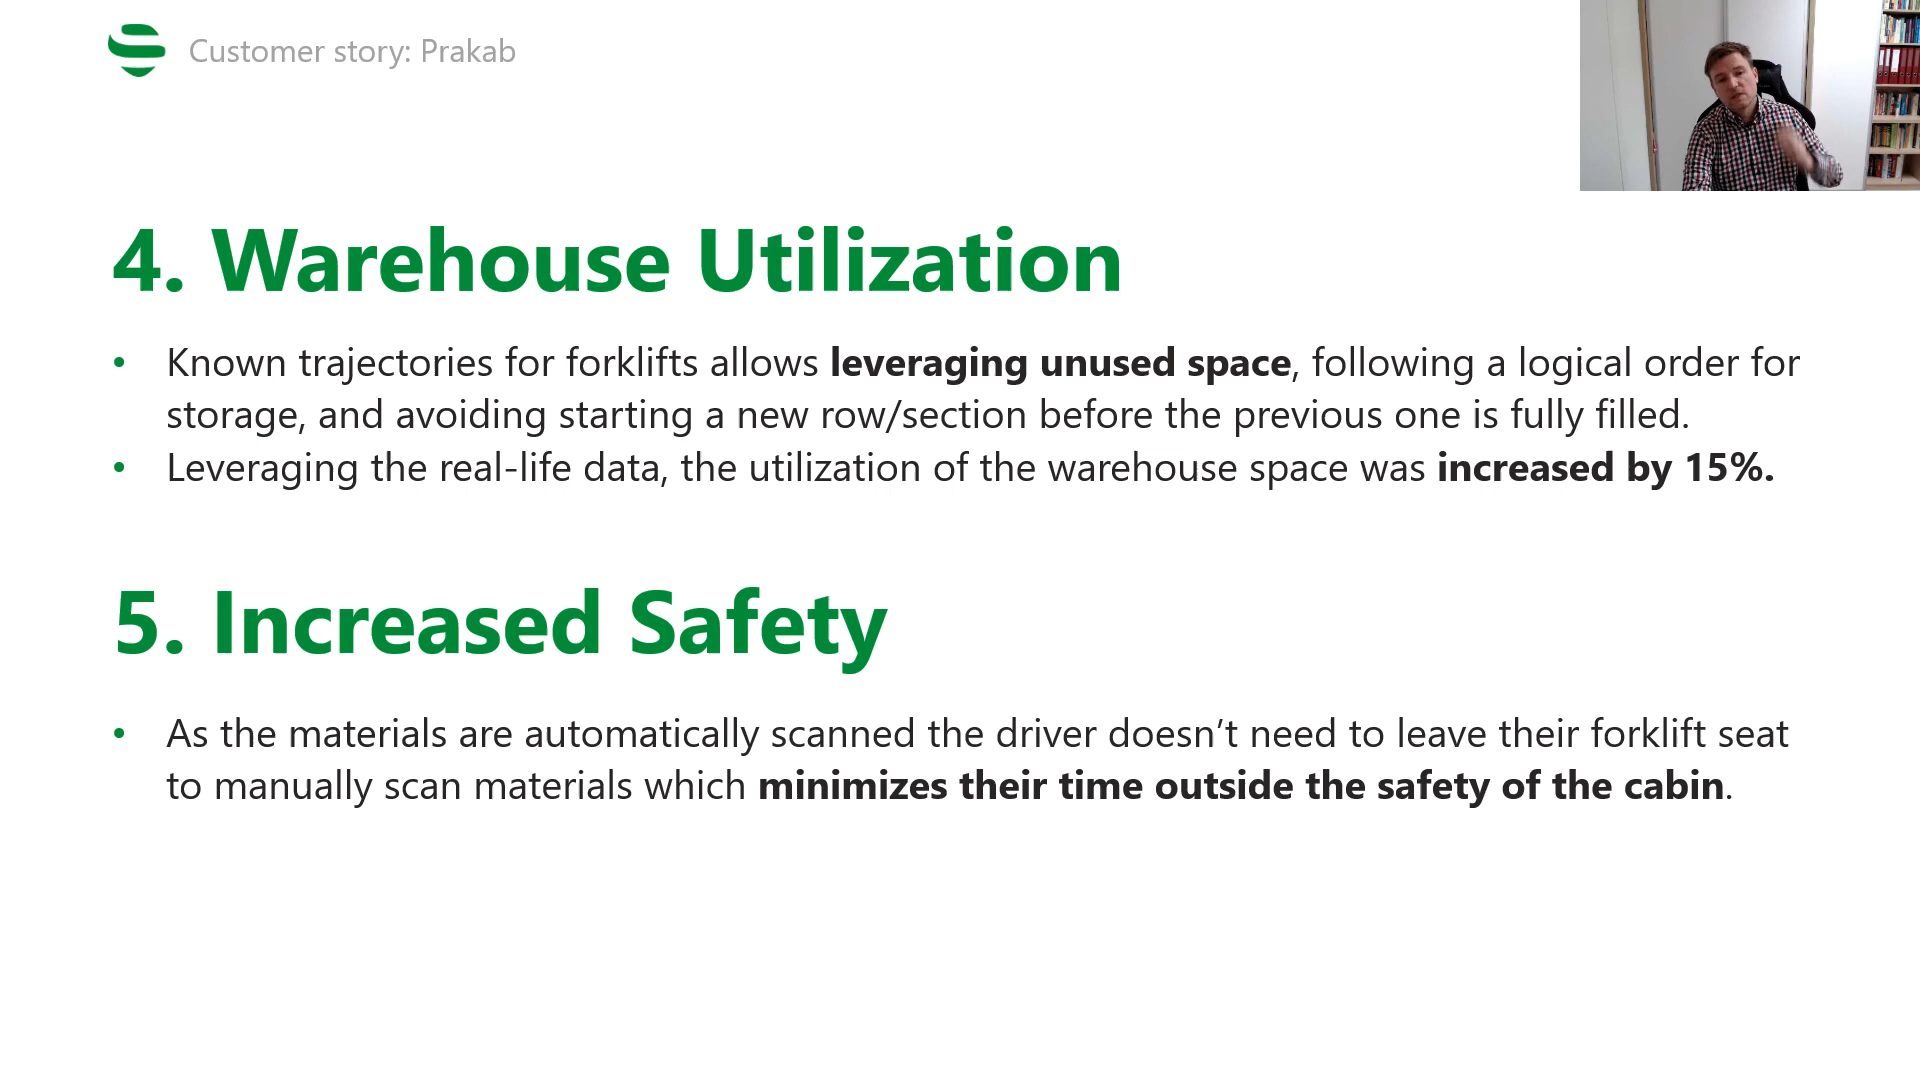 Customer story: Prakab
4. Warehouse Utilization
• Known trajectories for forklifts allows leveraging unused space, following a logical order for
storage, and avoiding starting a new row/section before the previous one is fully filled.
• Leveraging the real-life data, the utilization of the warehouse space was increased by 15%.
5. Increased Safety
• As the materials are automatically scanned the driver doesn’t need to leave their forklift seat
to manually scan materials which minimizes their time outside the safety of the cabin.